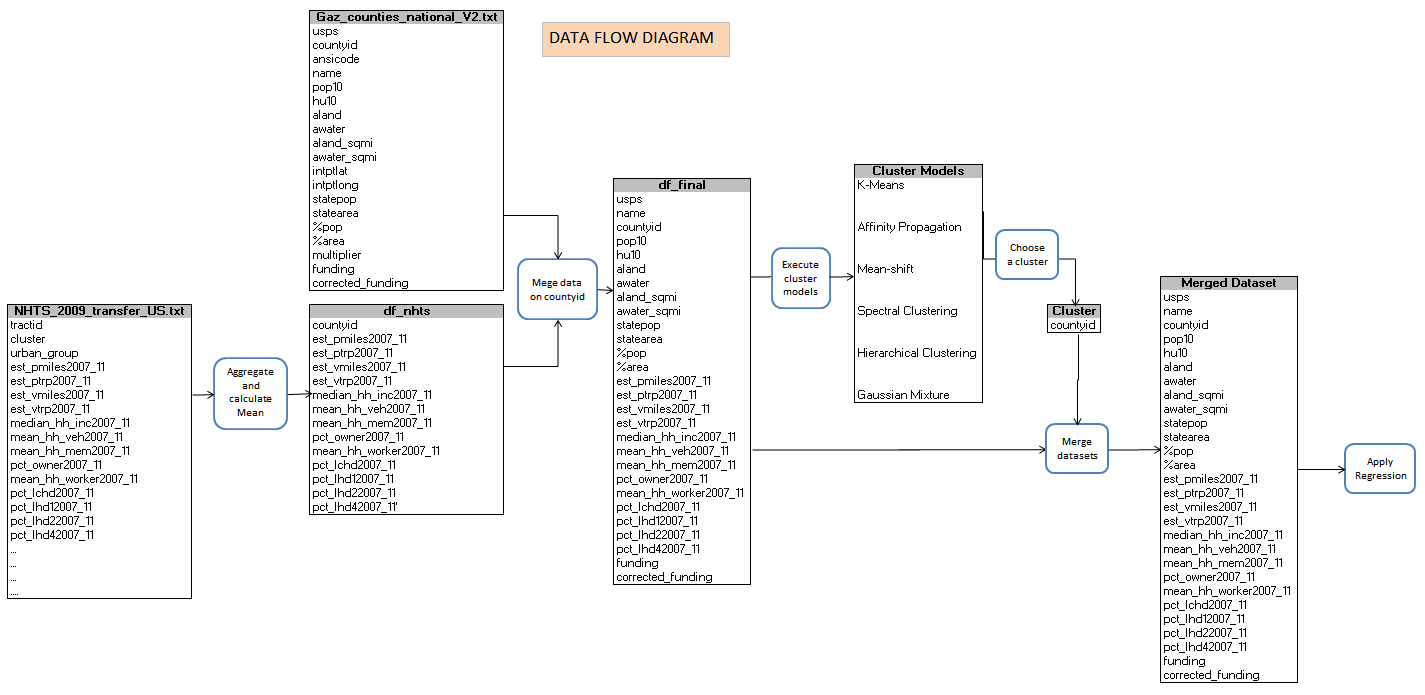 DATA FLOW DIAGRAM
Gaz_counties_national_V2.txt
usps
countyid
ansicode
name
pop10
hu10
aland
awater
aland_sqmi
awater_sqmi
intptlat
intptlong
statepop
statearea
%pop
%area
multiplier
funding
corrected_funding
NHTS_2009_transfer_US.txt
tractid
cluster
urban_group
est_pmiles2007_11
est_ptrp2007_11
est_vmiles2007_11
est_vtrp2007_11
median_hh_inc2007_11
mean_hh_veh2007_11
mean_hh_mem2007_11
pct_owner2007_11
mean_hh_worker2007_11
pct_lchd2007_11
pct_lhd12007_11
pct_lhd22007_11
pct_lhd42007_11
...
...
...
....
Aggregate
and
calculate
Mean
df_nhts
countyid
est_pmiles2007_11
est_ptrp2007_11
est_vmiles2007_11
est_vtrp2007_11
median_hh_inc2007_11
mean_hh_veh2007_11
mean_hh_mem2007_11
pct_owner2007_11
mean_hh_worker2007_11
pct_lchd2007_11
pct_lhd12007_11
pct_lhd22007_11
pct_lhd42007_11'
Mege data
on countyid
df_final
usps
name
countyid
pop10
hu10
aland
awater
aland_sqmi
awater_sqmi
statepop
statearea
%pop
%area
est_pmiles2007_11
est_ptrp2007_11
est_vmiles2007_11
est_vtrp2007_11
median_hh_inc2007_11
mean_hh_veh2007_11
mean_hh_mem2007_11
pct_owner2007_11
mean_hh_worker2007_11
pct_lchd2007_11
pct_lhd12007_11
pct_lhd22007_11
pct_lhd42007_11
funding
corrected_funding
Execute
cluster
models
Cluster Models
K-Means
Affinity Propagation
Mean-shift
Spectral Clustering
Hierarchical Clustering
Gaussian Mixture
Choose
a cluster
Cluster
countyid
Merge
datasets
Merged Dataset
usps
name
countyid
pop10
hu10
aland
awater
aland_sqmi
awater_sqmi
statepop
statearea
%pop
%area
est_pmiles2007_11
est_ptrp2007_11
est_vmiles2007_11
est_vtrp2007_11
median_hh_inc2007_11
mean_hh_veh2007_11
mean_hh_mem2007_11
pct_owner2007_11
mean_hh_worker2007_11
pct_lchd2007_11
pct_lhd12007_11
pct_lhd22007_11
pct_lhd42007_11
funding
corrected_funding
Apply
Regression